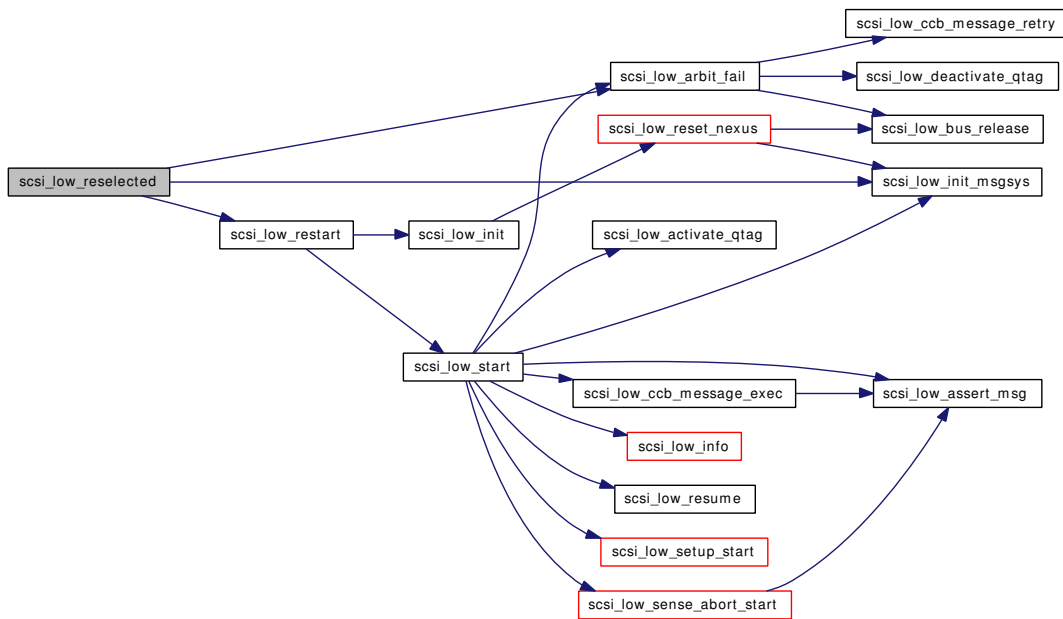 scsi_low_ccb_message_retry
scsi_low_arbit_fail
scsi_low_deactivate_qtag
scsi_low_reset_nexus
scsi_low_bus_release
scsi_low_reselected
scsi_low_init_msgsys
scsi_low_restart
scsi_low_init
scsi_low_activate_qtag
scsi_low_start
scsi_low_ccb_message_exec
scsi_low_assert_msg
scsi_low_info
scsi_low_resume
scsi_low_setup_start
scsi_low_sense_abort_start